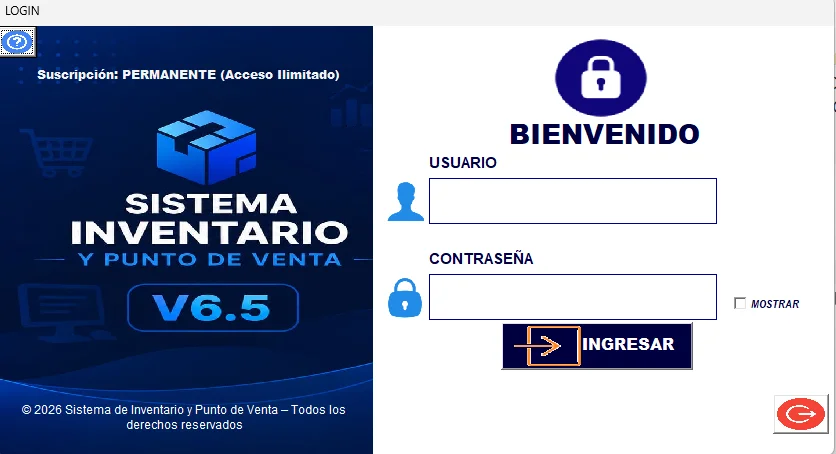 LOGIN
Suscripción: PERMANENTE (Acceso Ilimitado)
SISTEMA
INVENTARIO
Y PUNTO DE VENTA
V6.5
© 2026 Sistema de Inventario y Punto de Venta – Todos los
derechos reservados
BIENVENIDO
USUARIO
CONTRASEÑA
MOSTRAR
INGRESAR